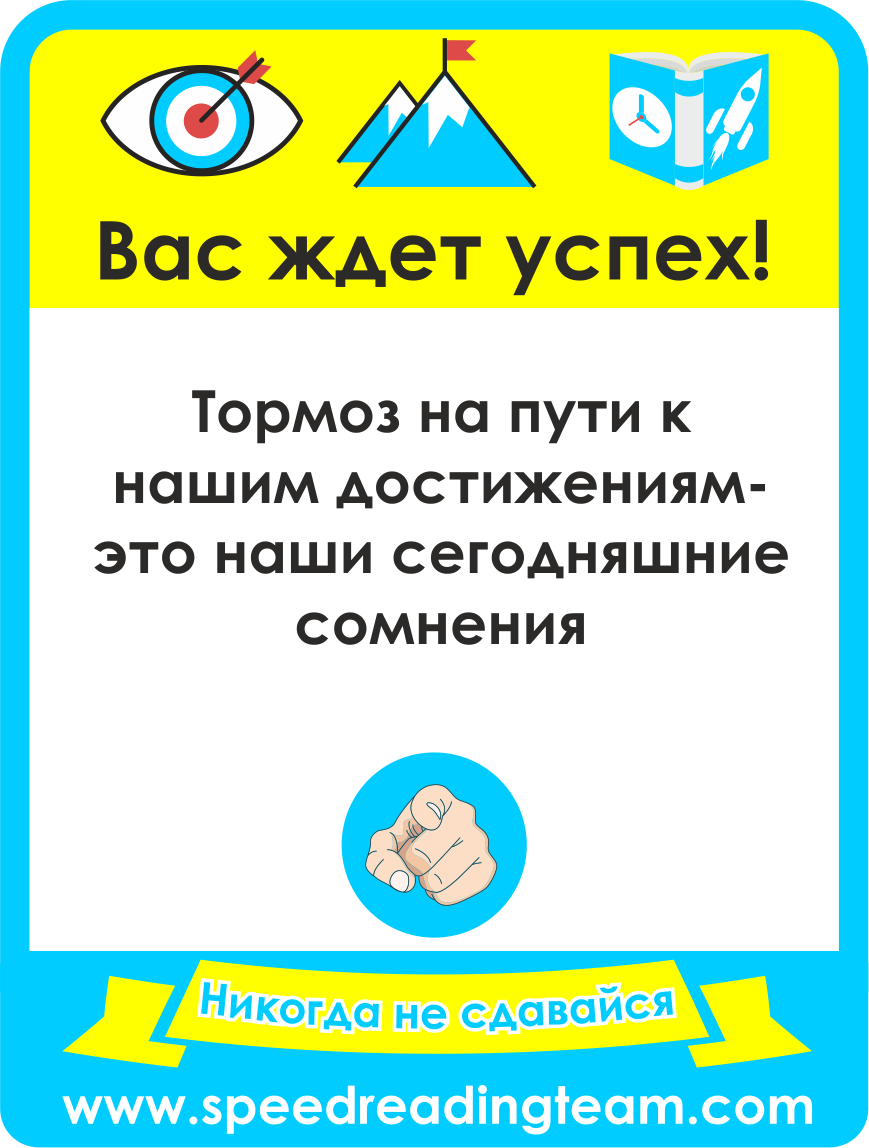 Вас ждет успех!
Тормоз на пути к
нашим достижениям-
это наши сегодняшние
сомнения
Никогда не сдавайся
www.speedreadingteam.com